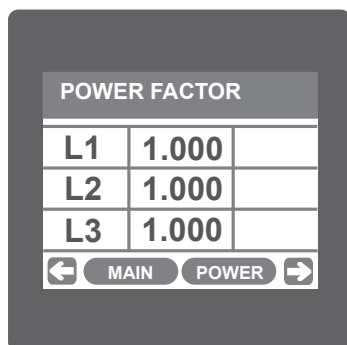 POWER FACTOR
L1 1.000
L2 1.000
L3 1.000
MAIN POWER